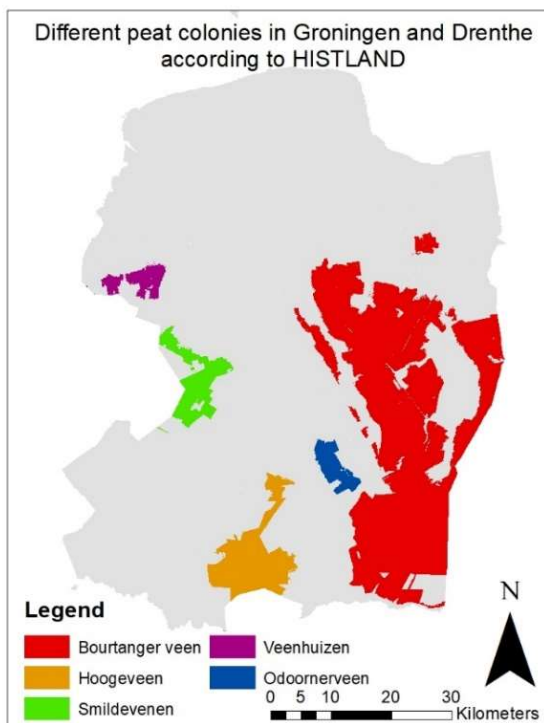 Different peat colonies in Groningen and Drenthe
according to HISTLAND
N
Legend
Bourtanger veen
Veenhuizen
Hoogeveen
Odoornerveen
Smildevenen
0 5 10 20 30
Kilometers